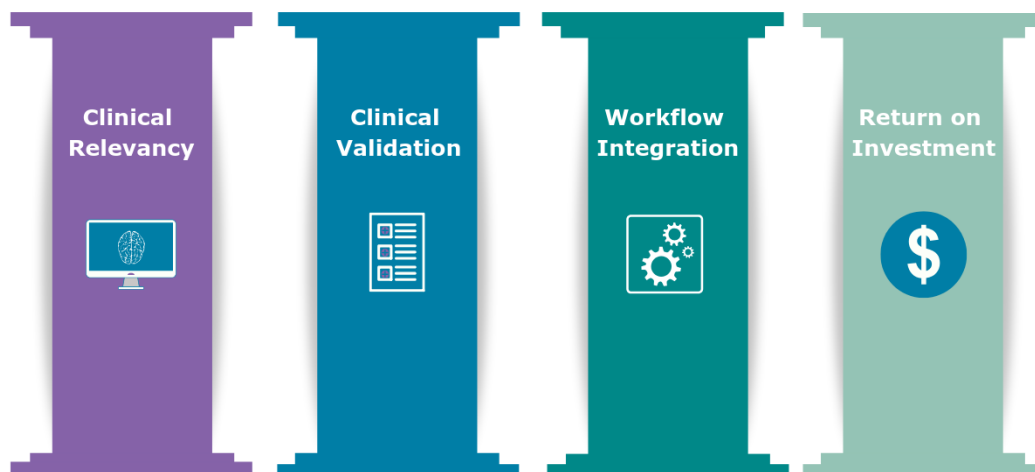 Clinical
Relevancy
Clinical
Validation
Workflow
Integration
Return on
Investment
$